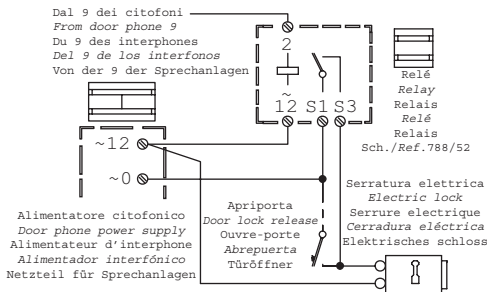 Dal 9 dei citofoni
From door phone 9
Du 9 des interphones
Del 9 de los interfonos
Von der 9 der Sprechanlagen
2
~
12 S1 S3
Relé
Relay
Relais
Relé
Relais
Sch./Ref.788/52
~12
~0
Alimentatore citofonico
Door phone power supply
Alimentateur d'interphone
Alimentador interfónico
Netzteil für Sprechanlagen
Apriporta
Door lock release
Ouvre-porte
Abrepuerta
Türöffner
Serratura elettrica
Electric lock
Serrure electrique
Cerradura eléctrica
Elektrisches schloss